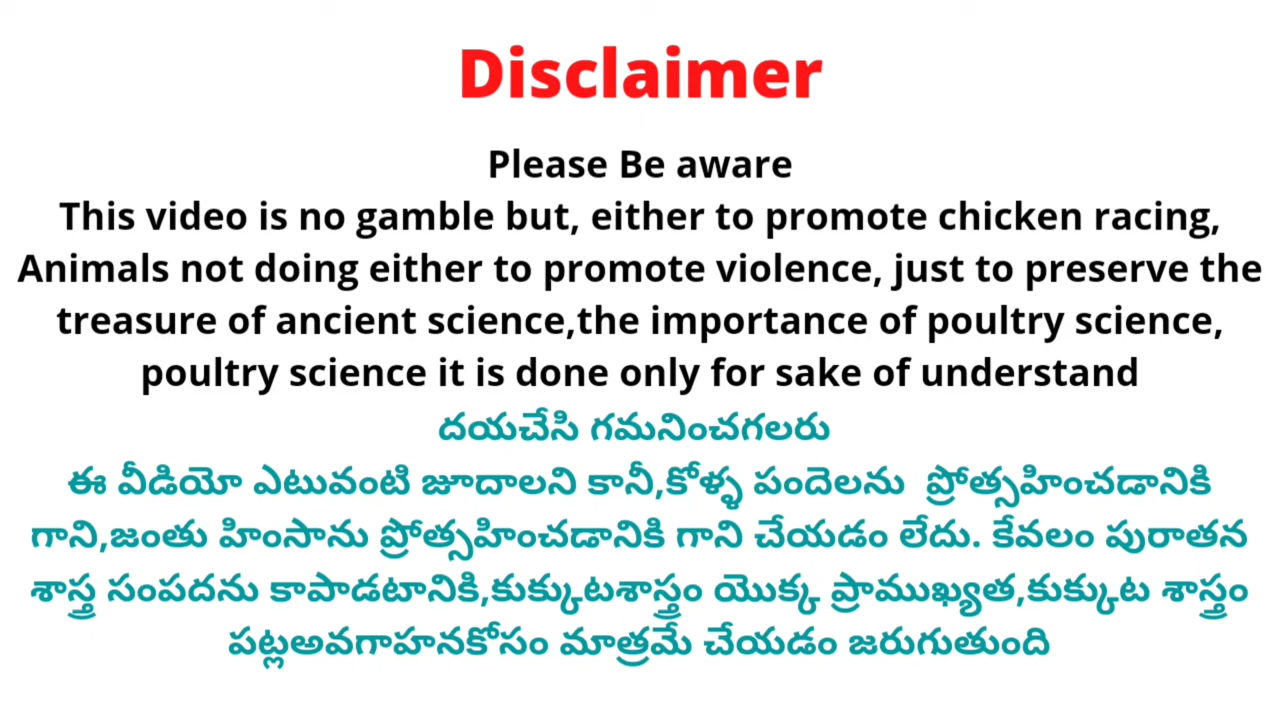 Disclaimer
Please Be aware
This video is no gamble but, either to promote chicken racing,
Animals not doing either to promote violence, just to preserve the
treasure of ancient science,the importance of poultry science,
poultry science it is done only for sake of understand
దయచేసి గమనించగలరు
ఈ వీడియో ఎటువంటి జూదాలని కానీ,కోళ్ళ పందెలను ప్రోత్సహించడానికి
గాని,జంతు హింసాను ప్రోత్సహించడానికి గాని చేయడం లేదు. కేవలం పురాతన
శాస్త్ర సంపదను కాపాడటానికి,కుక్కుటశాస్త్రం యొక్క ప్రాముఖ్యత,కుక్కుట శాస్త్రం
పట్లఅవగాహనకోసం మాత్రమే చేయడం జరుగుతుంది